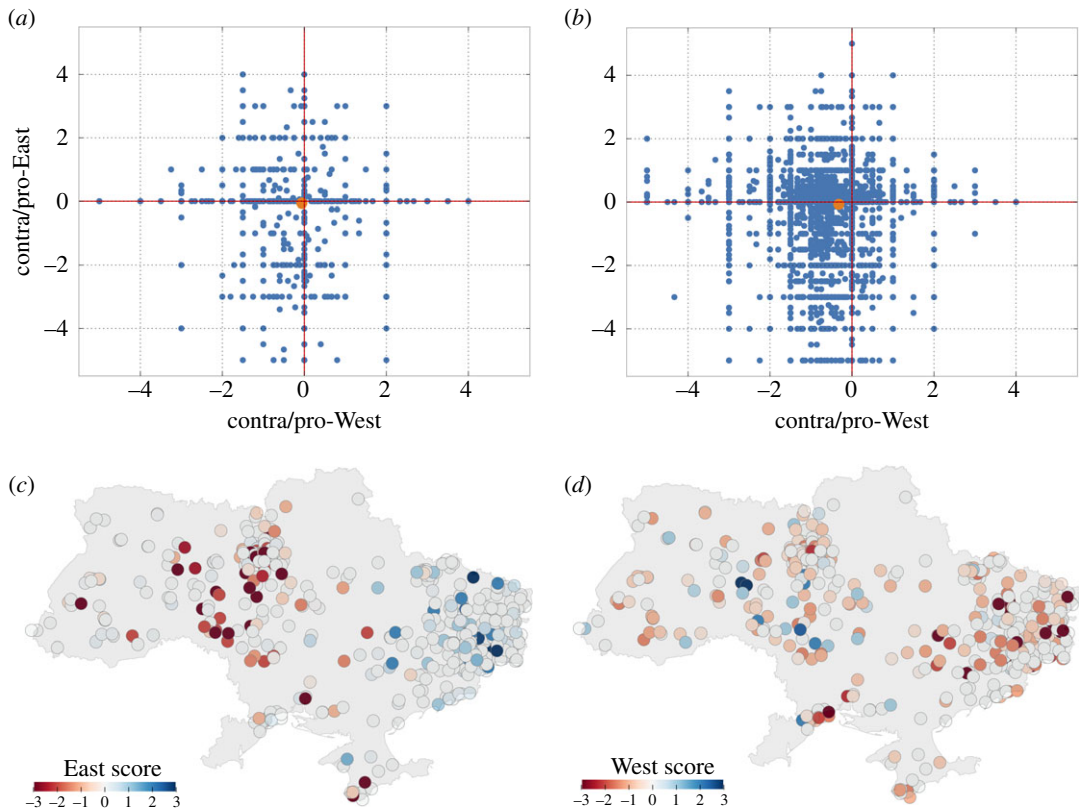 (a)
4
2
0
−2
−4
contra/pro-East
−4 −2 0 2 4
contra/pro-West
(b)
4
2
0
−2
−4
−4 −2 0 2 4
contra/pro-West
(c)
East score
−3 −2 −1 0 1 2 3
(d)
West score
−3 −2 −1 0 1 2 3